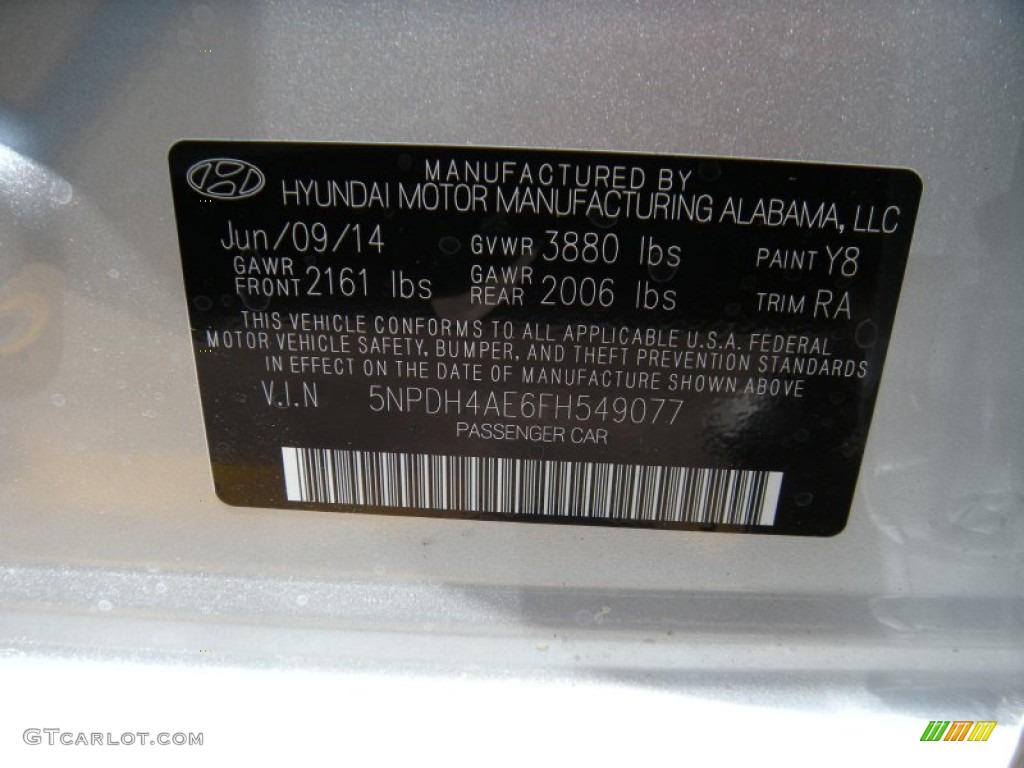 MANUFACTURED BY
HYUNDAI MOTOR MANUFACTURING ALABAMA, LLC
Jun/09/14 GVWR 3880 lbs PAINT Y8
GAWR FRONT 2161 lbs GAWR REAR 2006 lbs TRIM RA
THIS VEHICLE CONFORMS TO ALL APPLICABLE U.S.A. FEDERAL
MOTOR VEHICLE SAFETY, BUMPER, AND THEFT PREVENTION STANDARDS
IN EFFECT ON THE DATE OF MANUFACTURE SHOWN ABOVE
V.I.N 5NPDH4AE6FH549077
PASSENGER CAR
GTCARLOT.COM